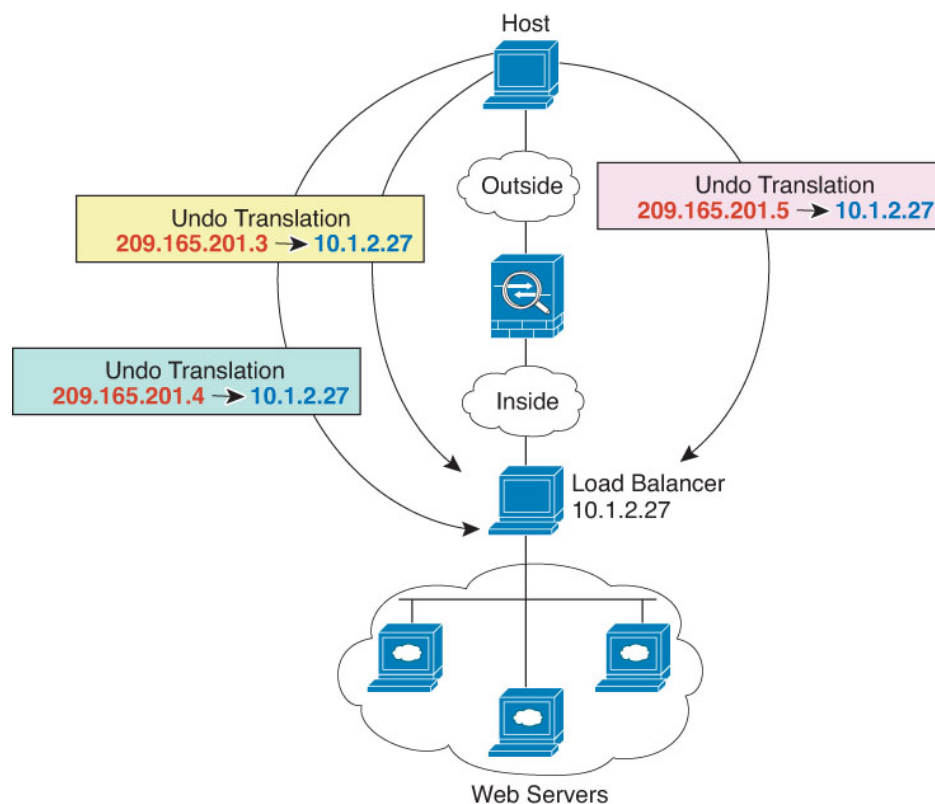 Host
Outside
Undo Translation
209.165.201.5 → 10.1.2.27
Undo Translation
209.165.201.3 → 10.1.2.27
Undo Translation
209.165.201.4 → 10.1.2.27
Inside
Load Balancer
10.1.2.27
Web Servers